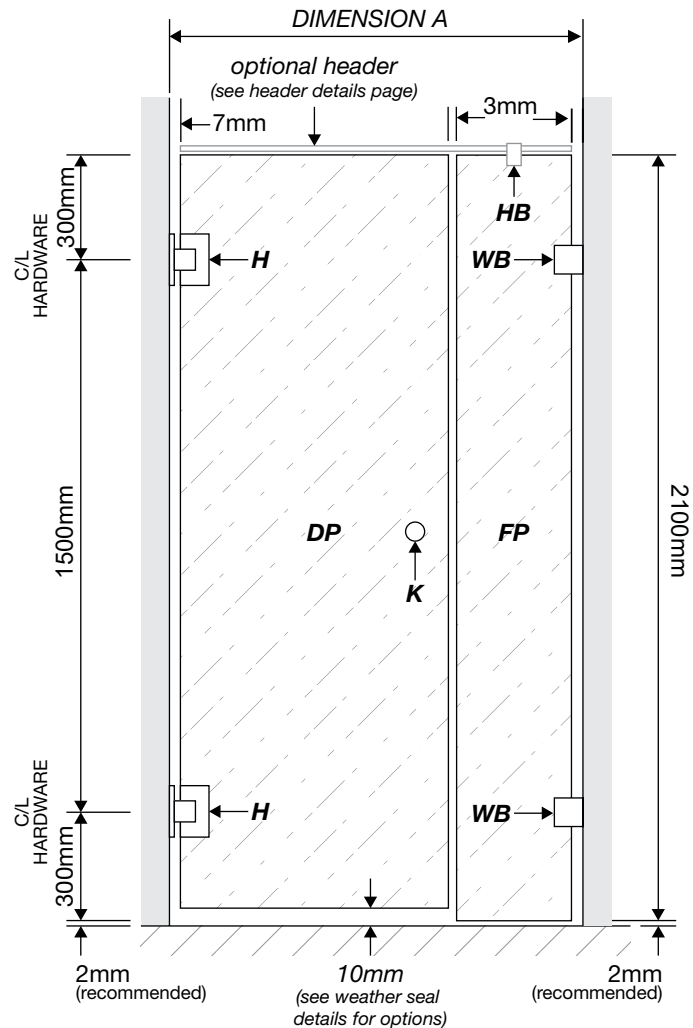 DIMENSION A
optional header
(see header details page)
7mm
3mm
300mm
C/L
HARDWARE
HB
H
WB
1500mm
2100mm
DP
FP
K
C/L
HARDWARE
H
WB
300mm
2mm
(recommended)
10mm
(see weather seal
details for options)
2mm
(recommended)